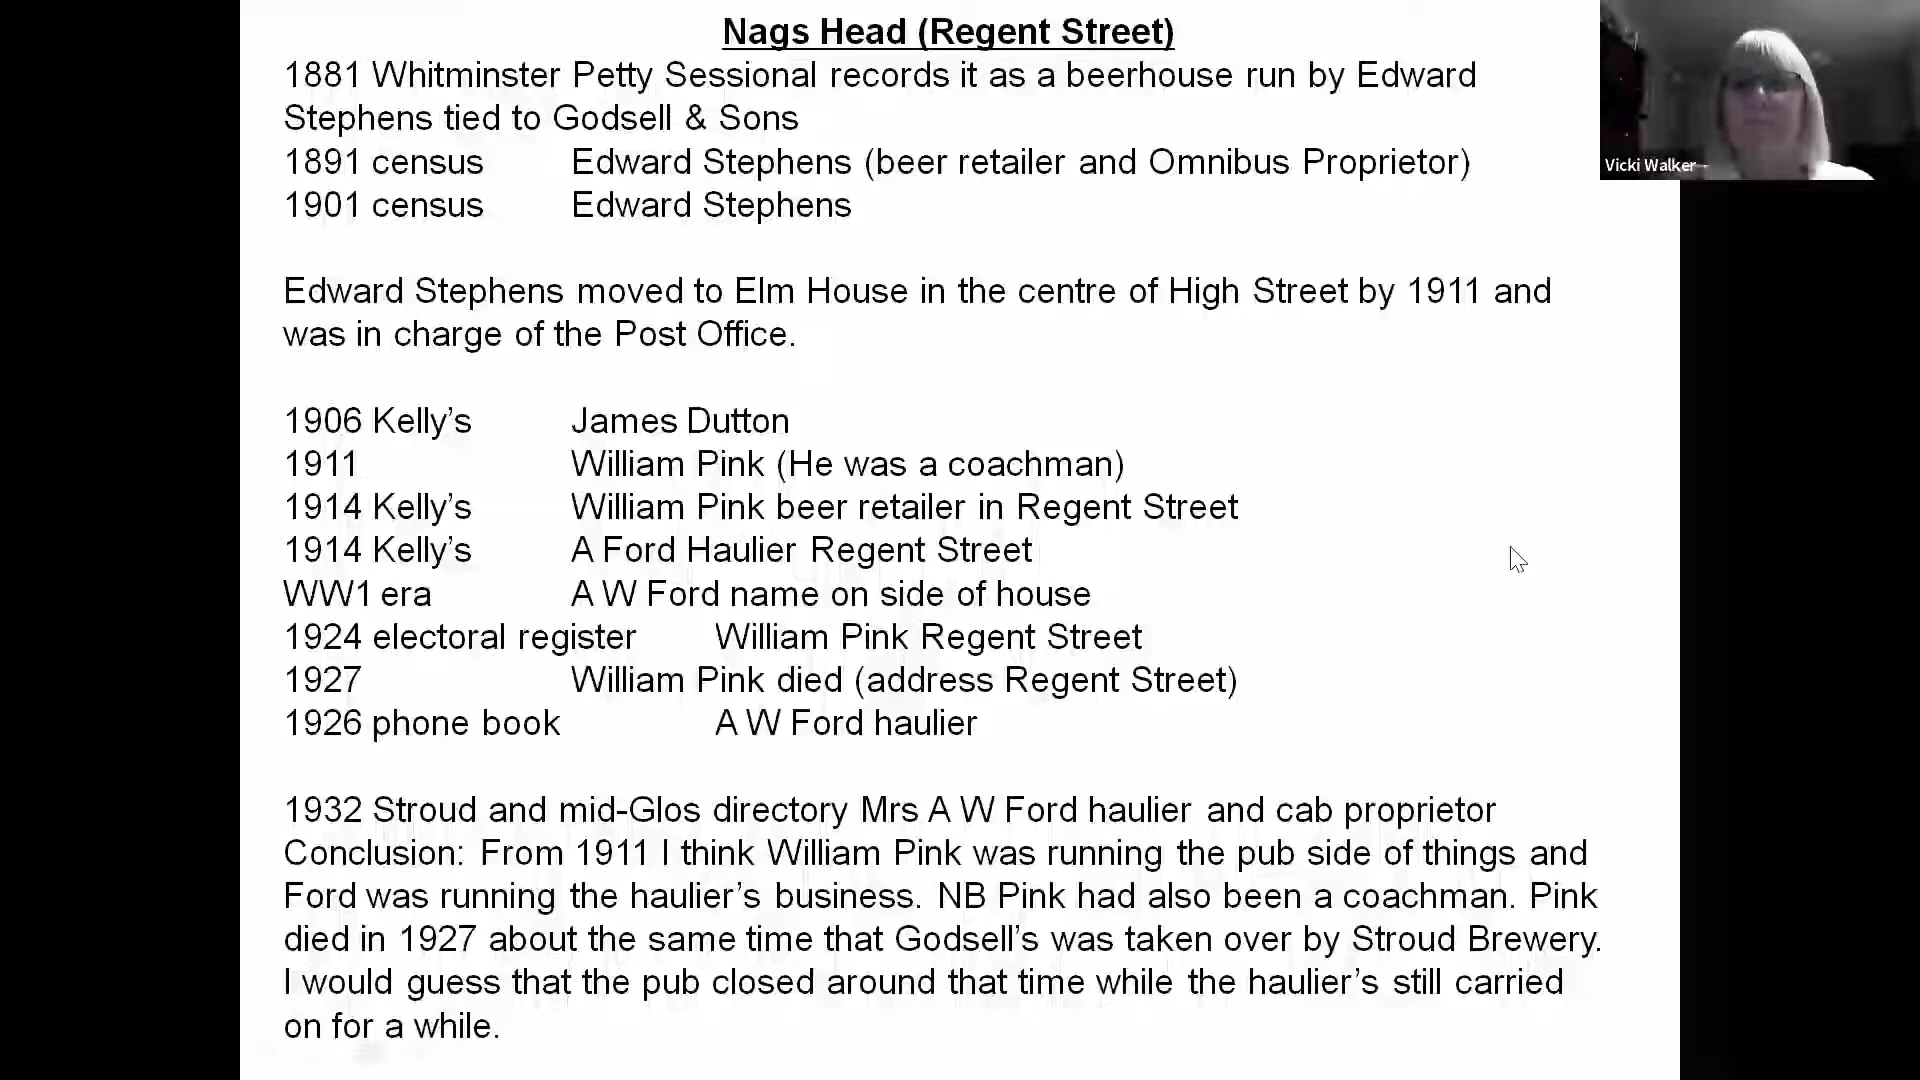 Nags Head (Regent Street)
1881 Whitminster Petty Sessional records it as a beerhouse run by Edward
Stephens tied to Godsell & Sons
1891 census Edward Stephens (beer retailer and Omnibus Proprietor)
1901 census Edward Stephens
Edward Stephens moved to Elm House in the centre of High Street by 1911 and
was in charge of the Post Office.
1906 Kelly’s James Dutton
1911 William Pink (He was a coachman)
1914 Kelly’s William Pink beer retailer in Regent Street
1914 Kelly’s A Ford Haulier Regent Street
WW1 era A W Ford name on side of house
1924 electoral register William Pink Regent Street
1927 William Pink died (address Regent Street)
1926 phone book A W Ford haulier
1932 Stroud and mid-Glos directory Mrs A W Ford haulier and cab proprietor
Conclusion: From 1911 I think William Pink was running the pub side of things and
Ford was running the haulier’s business. NB Pink had also been a coachman. Pink
died in 1927 about the same time that Godsell’s was taken over by Stroud Brewery.
I would guess that the pub closed around that time while the haulier’s still carried
on for a while.
Vicki Walker